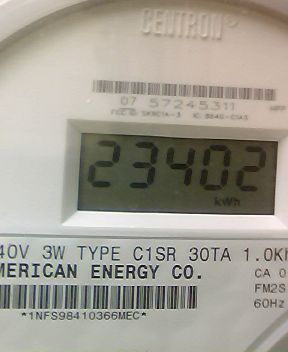 CENTRON
07 57245311
23402
kWh
40V 3W TYPE C1SR 30TA 1.0Kh
MERICAN ENERGY CO.
CA 0
FM2S
60Hz
*1NFS98410366MEC*